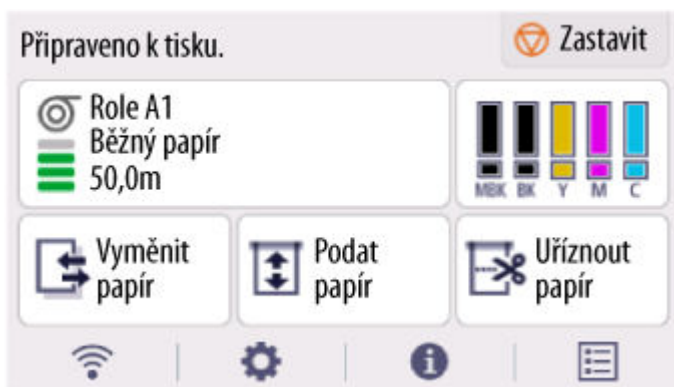 Připraveno k tisku.
Zastavit
Role A1
Běžný papír
50,0m
MBK BK Y M C
Vyměnit
papír
Podat
papír
Uříznout
papír